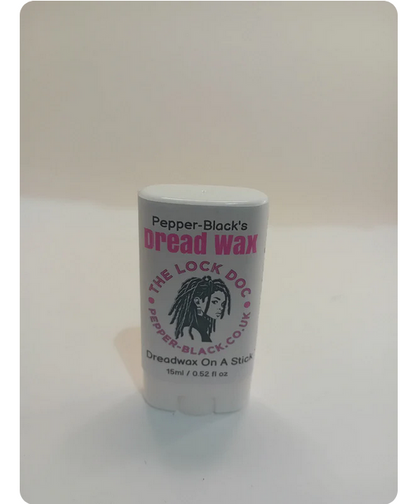 Pepper-Black's
Dread wax
THE LOCK DOC
PEPPER-BLACK.CO.UK
Dreadwax On A Stick
15ml / 0.52 fl oz